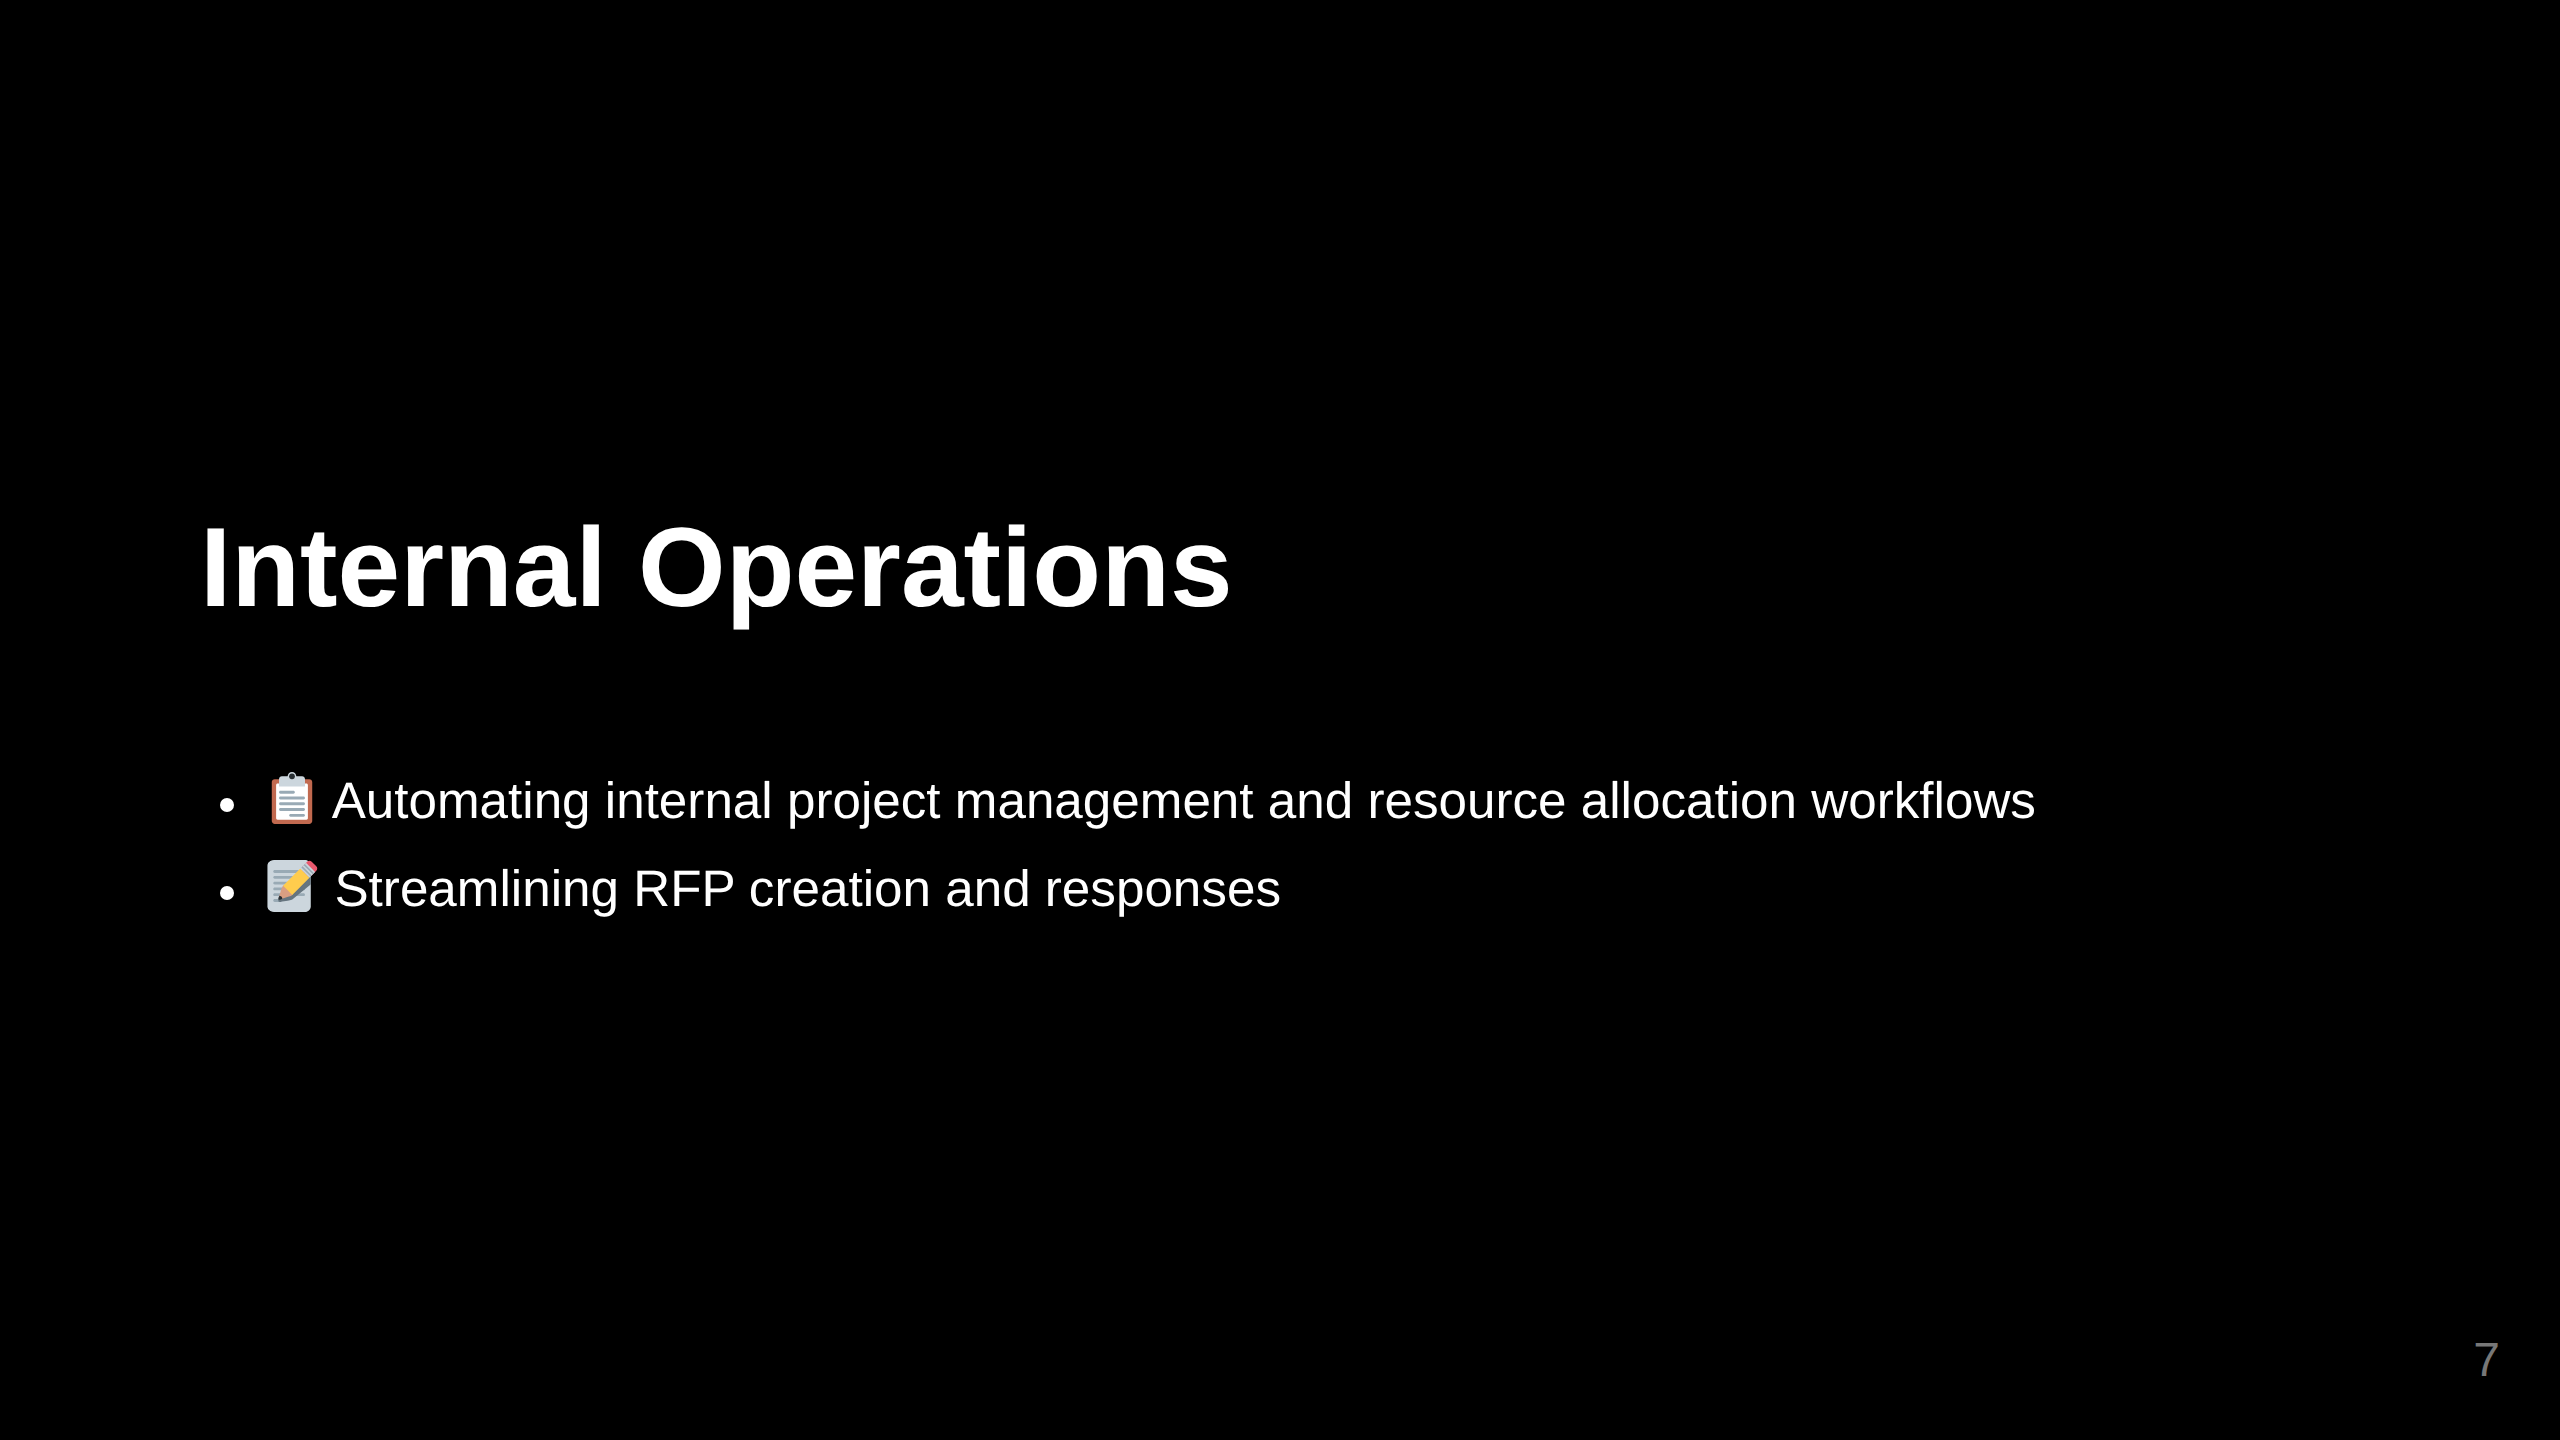 Internal Operations
• 📋 Automating internal project management and resource allocation workflows
• 📝 Streamlining RFP creation and responses
7